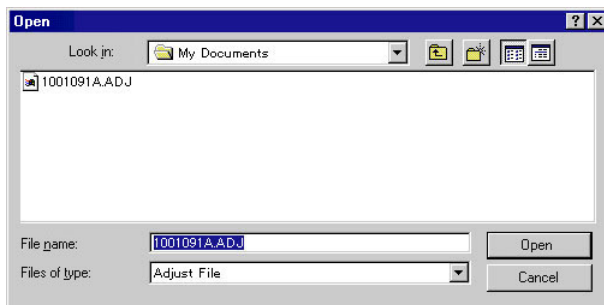 Open
Look in: My Documents
1001091A.ADJ
File name: 1001091A.ADJ Open
Files of type: Adjust File Cancel